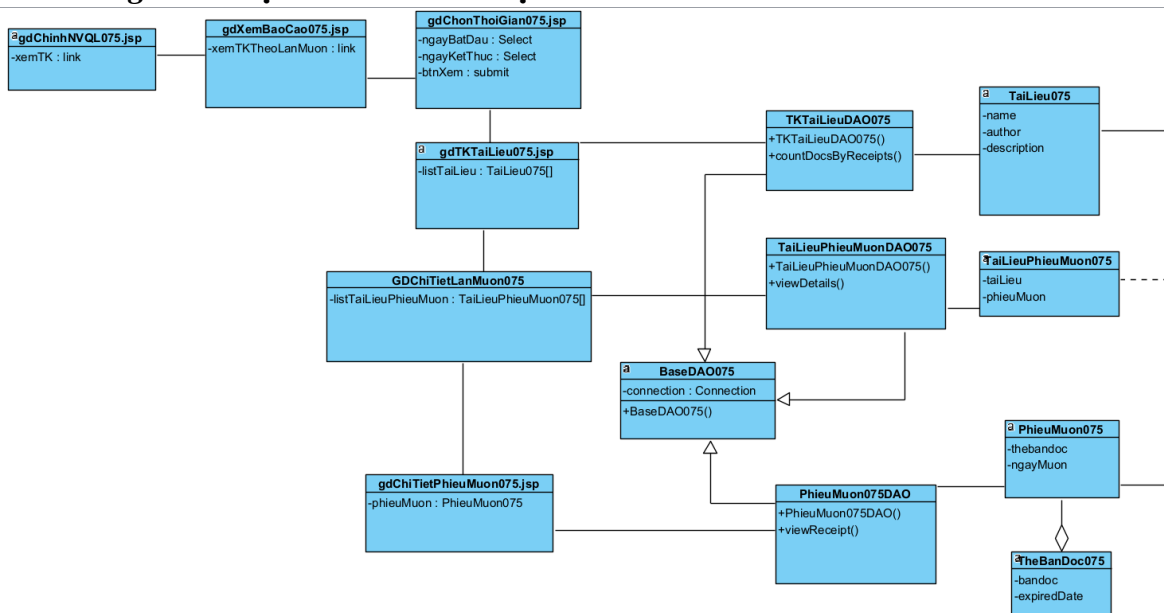 gdChinhNVQL075.jsp
-xemTK : link
gdXemBaoCao075.jsp
-xemTKTheoLanMuon : link
gdChonThoiGian075.jsp
-ngayBatDau : Select
-ngayKetThuc : Select
-btnXem : submit
gdTKTaiLieu075.jsp
-listTaiLieu : TaiLieu075[]
TKTaiLieuDAO075
+TKTaiLieuDAO075()
+countDocsByReceipts()
TaiLieu075
-name
-author
-description
GDChiTietLanMuon075
-listTaiLieuPhieuMuon : TaiLieuPhieuMuon075[]
TaiLieuPhieuMuonDAO075
+TaiLieuPhieuMuonDAO075()
+viewDetails()
TaiLieuPhieuMuon075
-taiLieu
-phieuMuon
BaseDAO075
-connection : Connection
+BaseDAO075()
gdChiTietPhieuMuon075.jsp
-phieuMuon : PhieuMuon075
PhieuMuon075DAO
+PhieuMuon075DAO()
+viewReceipt()
PhieuMuon075
-thebandoc
-ngayMuon
TheBanDoc075
-bandoc
-expiredDate